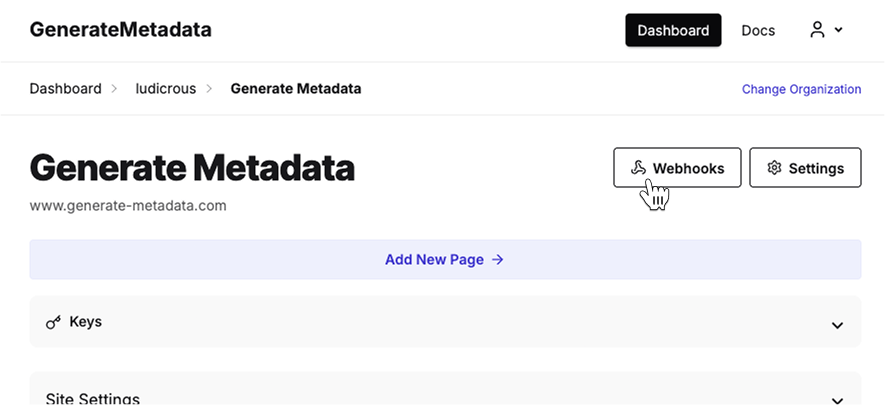 GenerateMetadata
Dashboard
Docs
Dashboard
ludicrous
Generate Metadata
Change Organization
Generate Metadata
Webhooks
Settings
www.generate-metadata.com
Add New Page →
Keys
Site Settings